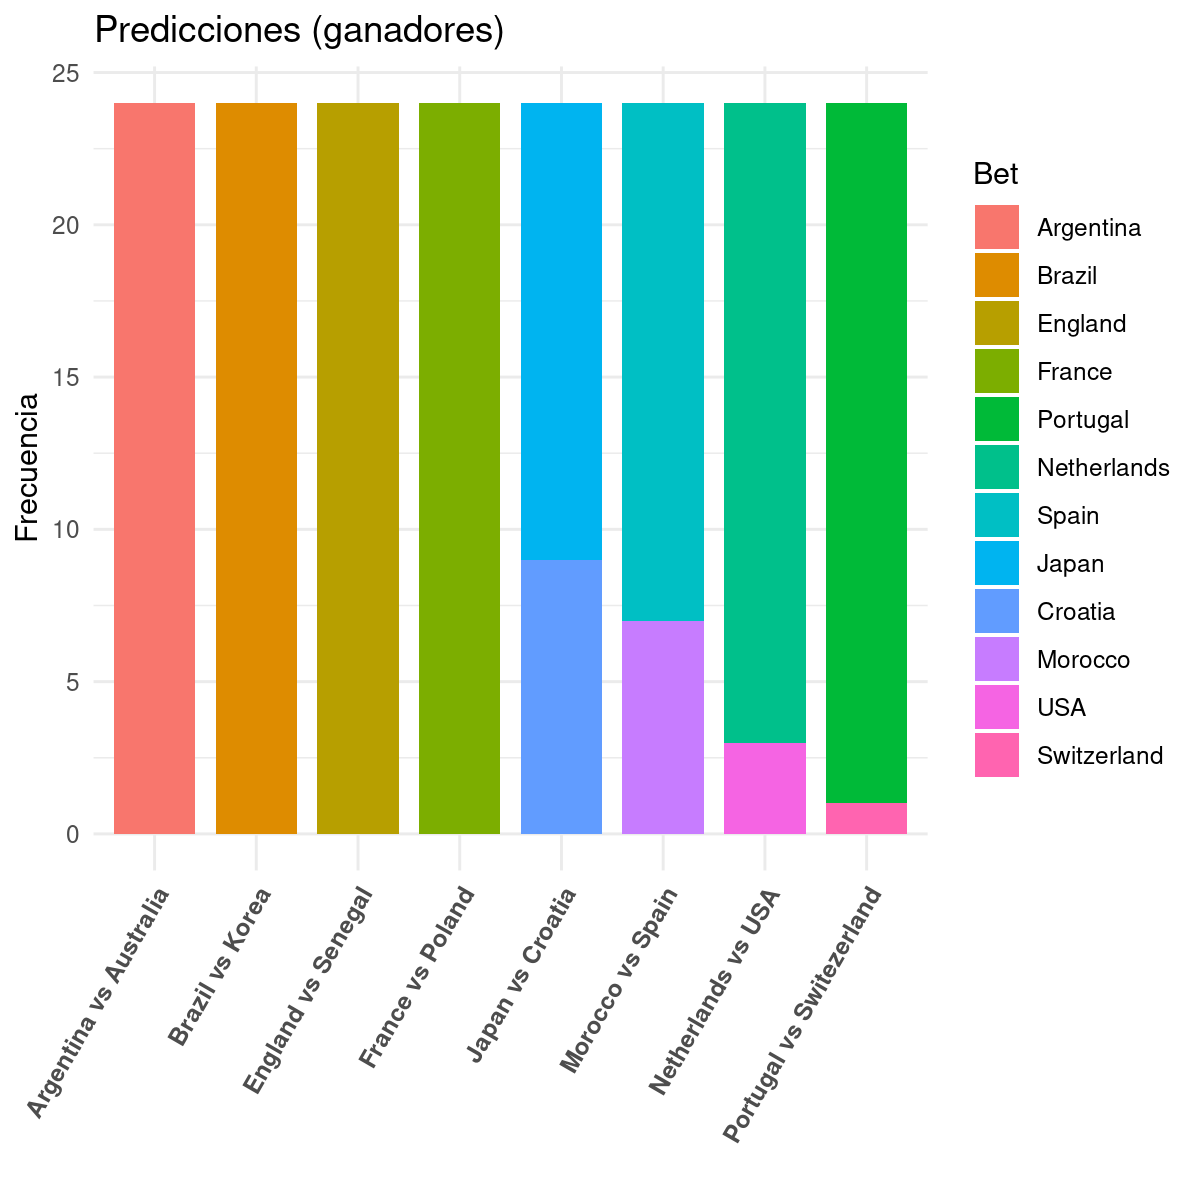 Predicciones (ganadores)
25
20
15
10
5
0
Frecuencia
Argentina vs Australia
Brazil vs Korea
England vs Senegal
France vs Poland
Japan vs Croatia
Morocco vs Spain
Netherlands vs USA
Portugal vs Switezerland
Bet
Argentina
Brazil
England
France
Portugal
Netherlands
Spain
Japan
Croatia
Morocco
USA
Switzerland